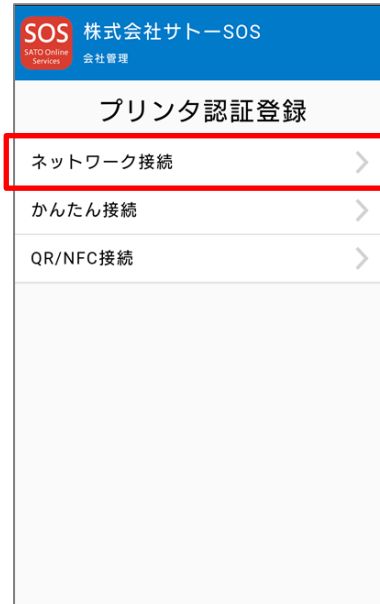 SOS
SATO Online
Services
株式会社サトーSOS
会社管理
プリンタ認証登録
ネットワーク接続
かんたん接続
QR/NFC接続